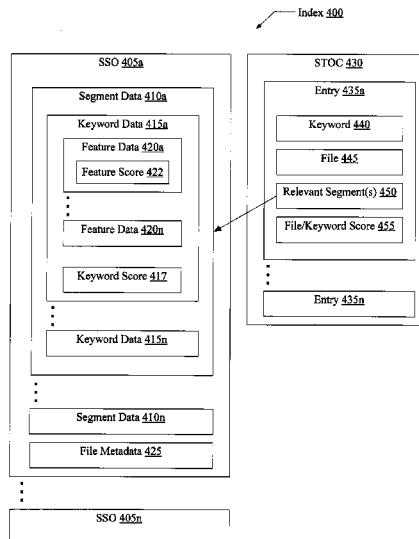 Index 400
SSO 405a
Segment Data 410a
Keyword Data 415a
Feature Data 420a
Feature Score 422
Feature Data 420n
Keyword Score 417
Keyword Data 415n
Segment Data 410n
File Metadata 425
SSO 405n
STOC 430
Entry 435a
Keyword 440
File 445
Relevant Segment(s) 450
File/Keyword Score 455
Entry 435n